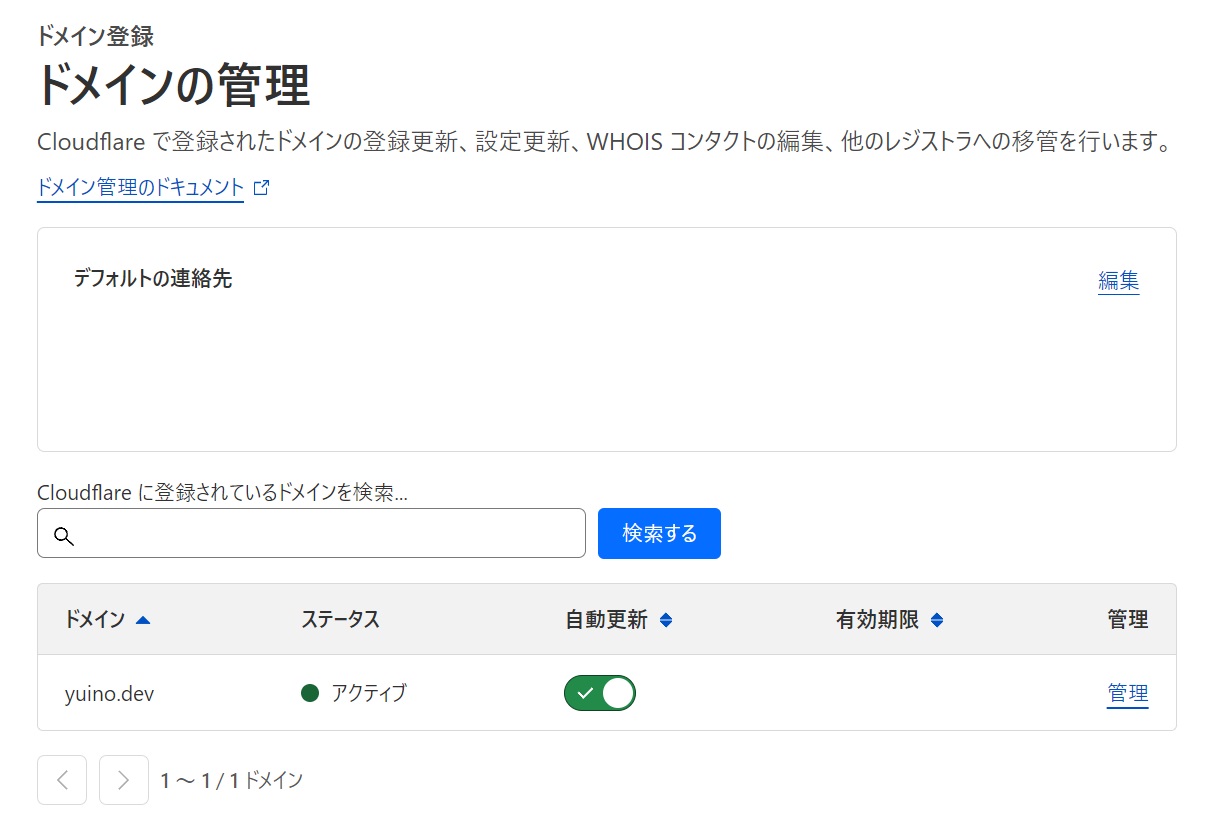 ドメイン登録
ドメインの管理
Cloudflare で登録されたドメインの登録更新、設定更新、WHOIS コンタクトの編集、他のレジストラへの移管を行います。
ドメイン管理のドキュメント
デフォルトの連絡先 編集
Cloudflare に登録されているドメインを検索...
検索する
ドメイン ステータス 自動更新 有効期限 管理
yuino.dev アクティブ 管理
1 〜 1 / 1 ドメイン